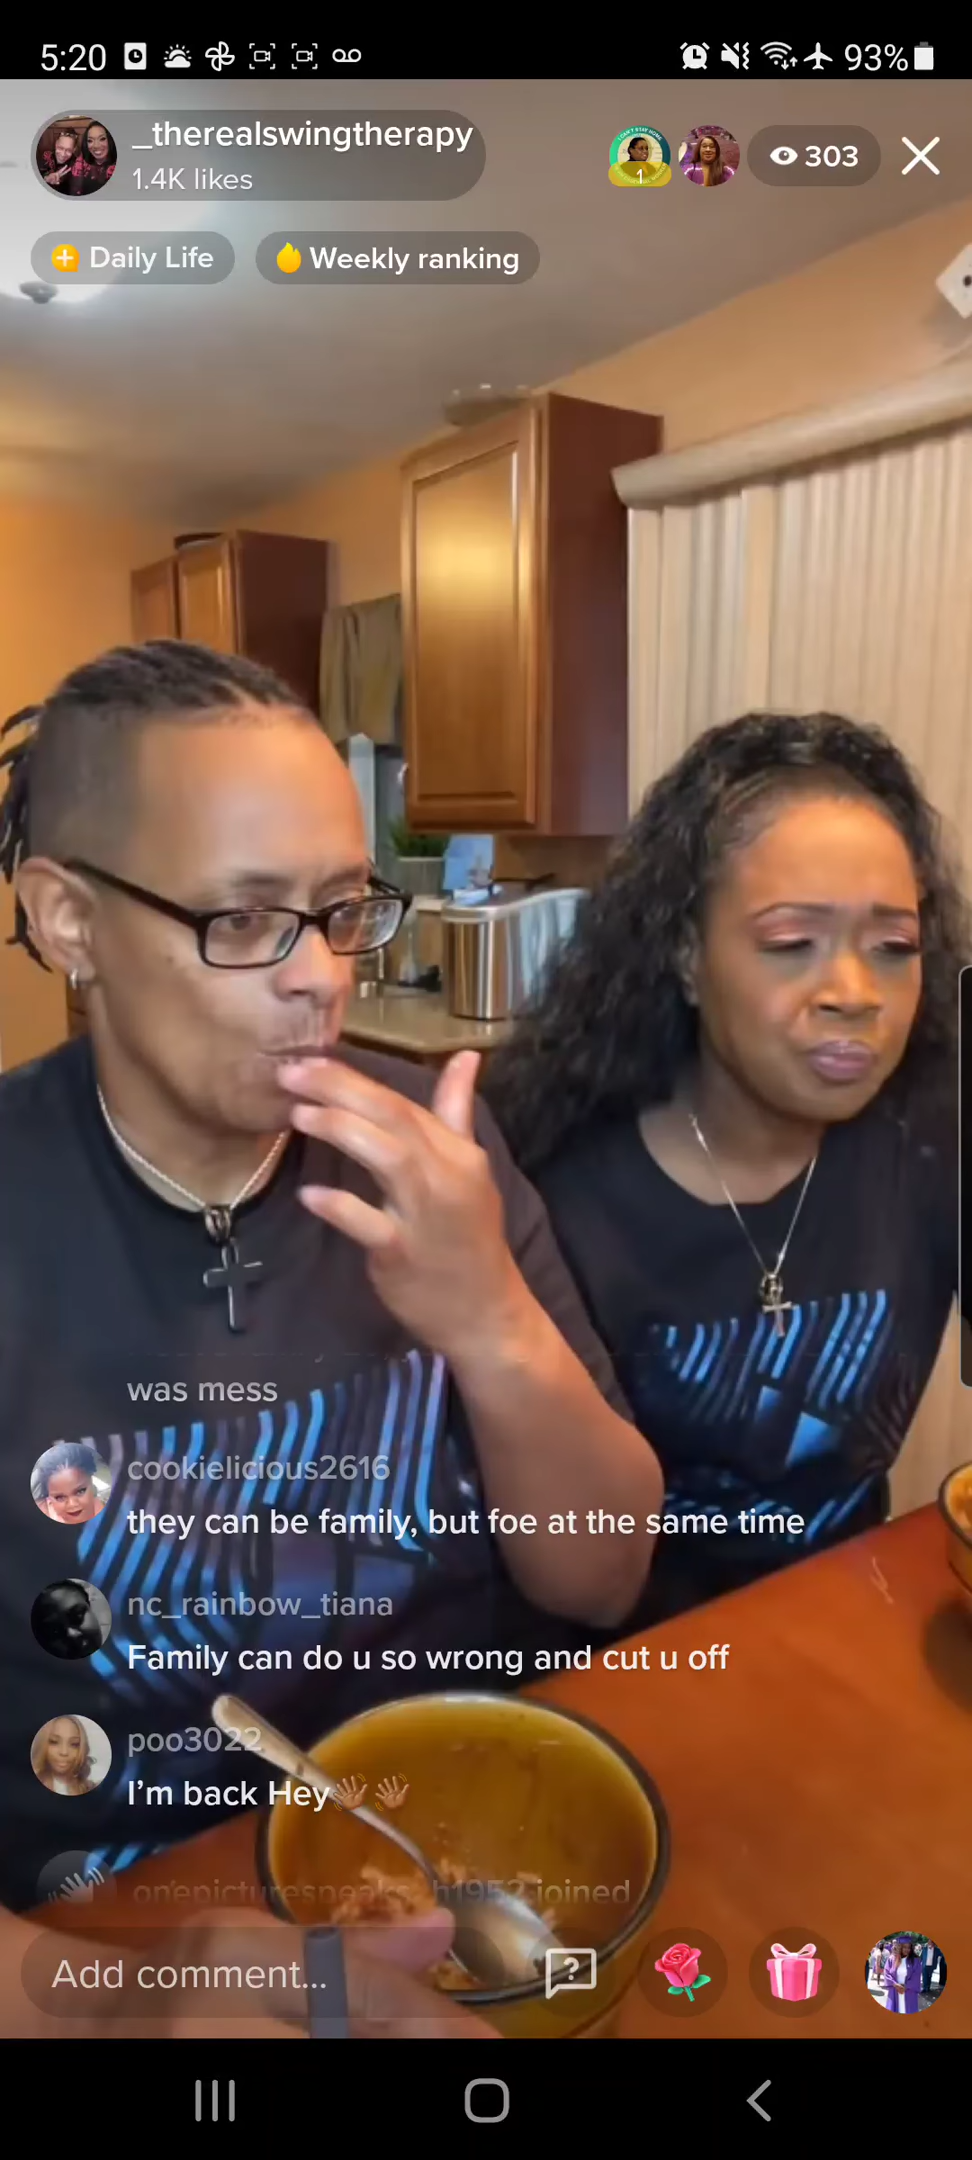 5:20
93%
_therealswingtherapy
1.4K likes
1
303
Daily Life
Weekly ranking
was mess
cookielicious2616
they can be family, but foe at the same time
nc_rainbow_tiana
Family can do u so wrong and cut u off
poo3022
I'm back Hey👋🏾👋🏾
joined
Add comment...